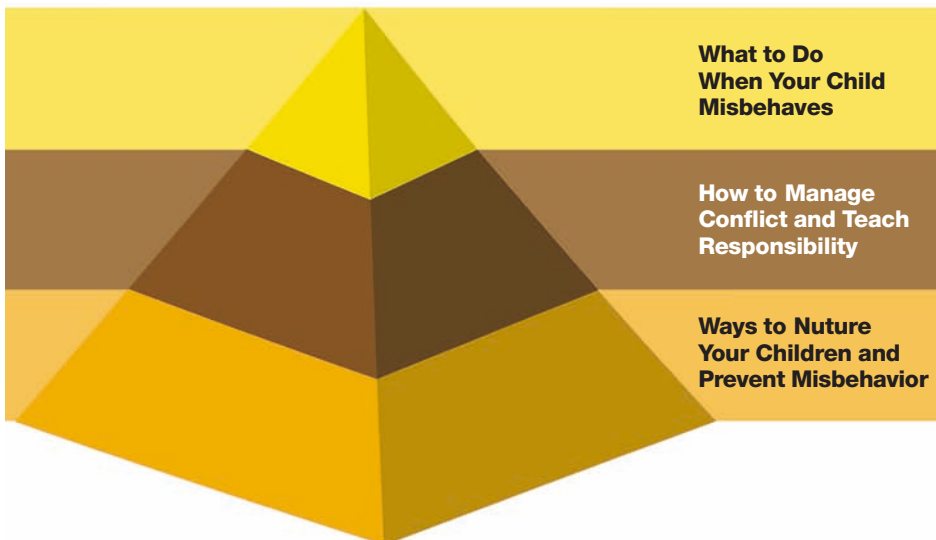 What to Do
When Your Child
Misbehaves
How to Manage
Conflict and Teach
Responsibility
Ways to Nuture
Your Children and
Prevent Misbehavior